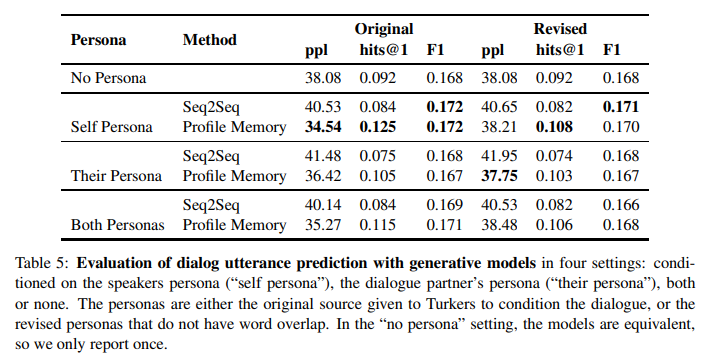 Persona Method Original Revised
ppl hits@1 F1 ppl hits@1 F1
No Persona 38.08 0.092 0.168 38.08 0.092 0.168
Seq2Seq 40.53 0.084 0.172 40.65 0.082 0.171
Self Persona Profile Memory 34.54 0.125 0.172 38.21 0.108 0.170
Seq2Seq 41.48 0.075 0.168 41.95 0.074 0.168
Their Persona Profile Memory 36.42 0.105 0.167 37.75 0.103 0.167
Seq2Seq 40.14 0.084 0.169 40.53 0.082 0.166
Both Personas Profile Memory 35.27 0.115 0.171 38.48 0.106 0.168
Table 5: Evaluation of dialog utterance prediction with generative models in four settings: condi-
tioned on the speakers persona (“self persona”), the dialogue partner’s persona (“their persona”), both
or none. The personas are either the original source given to Turkers to condition the dialogue, or the
revised personas that do not have word overlap. In the “no persona” setting, the models are equivalent,
so we only report once.